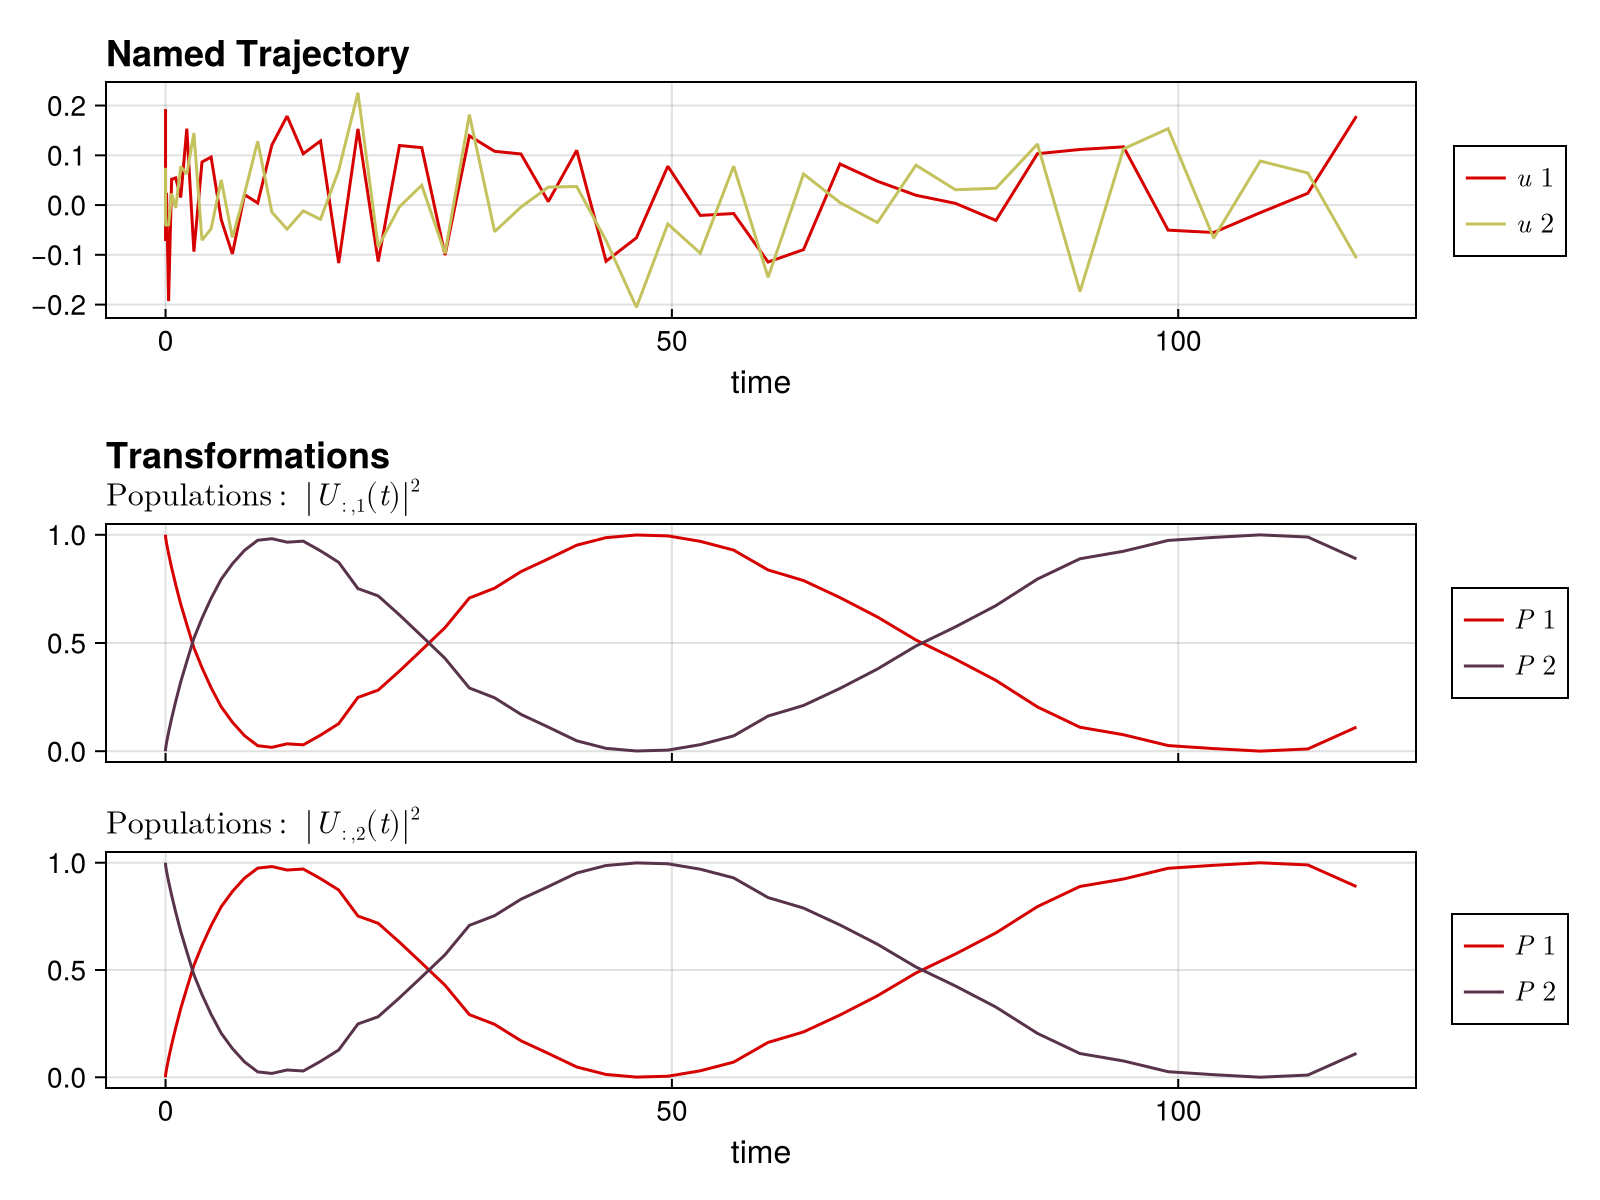 Named Trajectory
0.2
0.1
0.0
−0.1
−0.2
0 50 100
time
u 1
u 2
Transformations
Populations: |U:,1(t)|²
1.0
0.5
0.0
P 1
P 2
Populations: |U:,2(t)|²
1.0
0.5
0.0
0 50 100
time
P 1
P 2